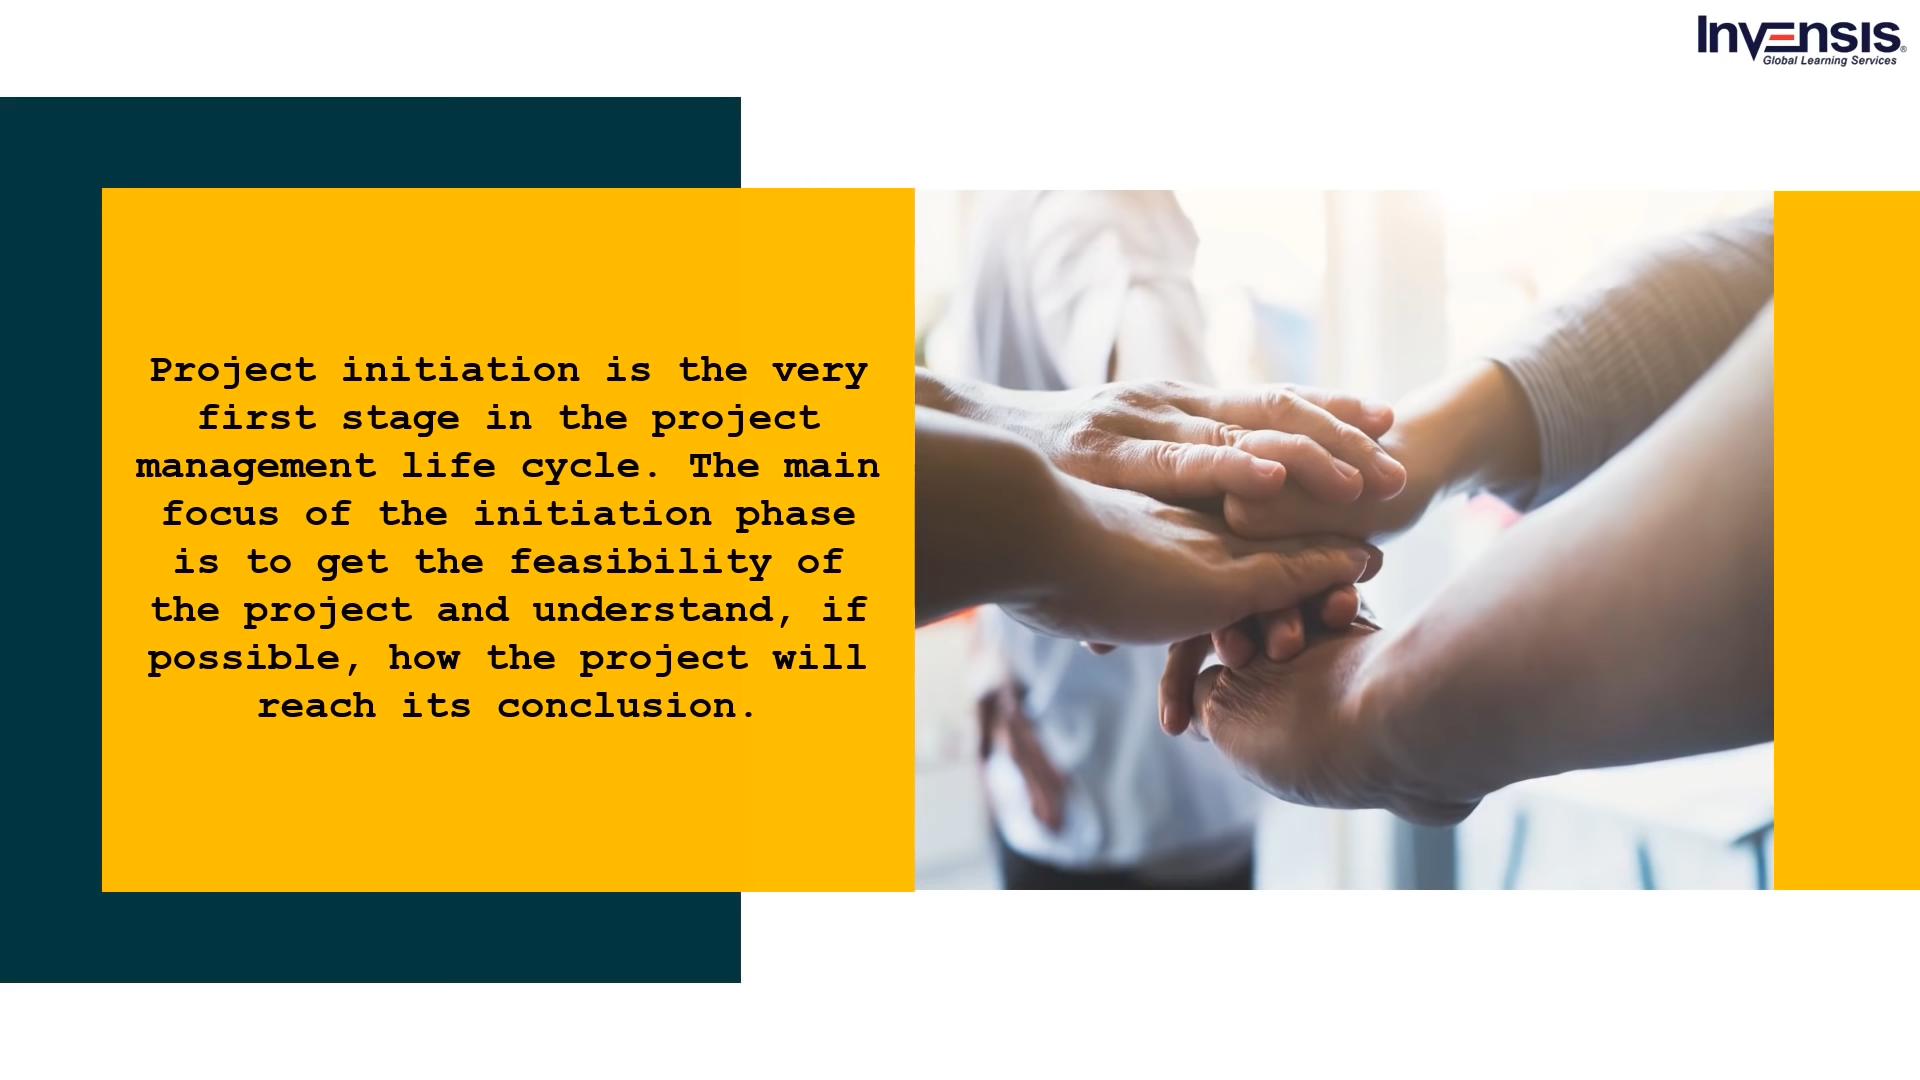 Invensis®
Global Learning Services
Project initiation is the very
first stage in the project
management life cycle. The main
focus of the initiation phase
is to get the feasibility of
the project and understand, if
possible, how the project will
reach its conclusion.